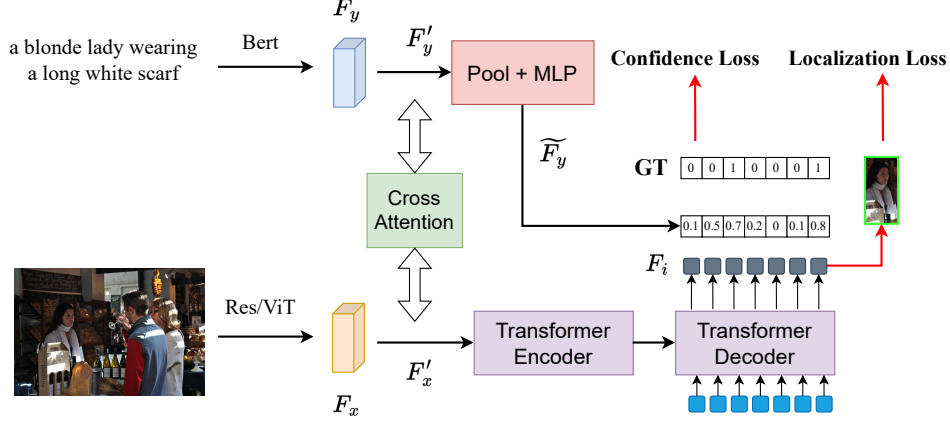 F_y
a blonde lady wearing
a long white scarf
Bert
F'_y
Pool + MLP
Confidence Loss
Localization Loss
\widetilde{F_y}
GT
0 0 1 0 0 0 1
Cross
Attention
0.1 0.5 0.7 0.2 0 0.1 0.8
F_i
Res/ViT
Transformer
Encoder
Transformer
Decoder
F'_x
F_x